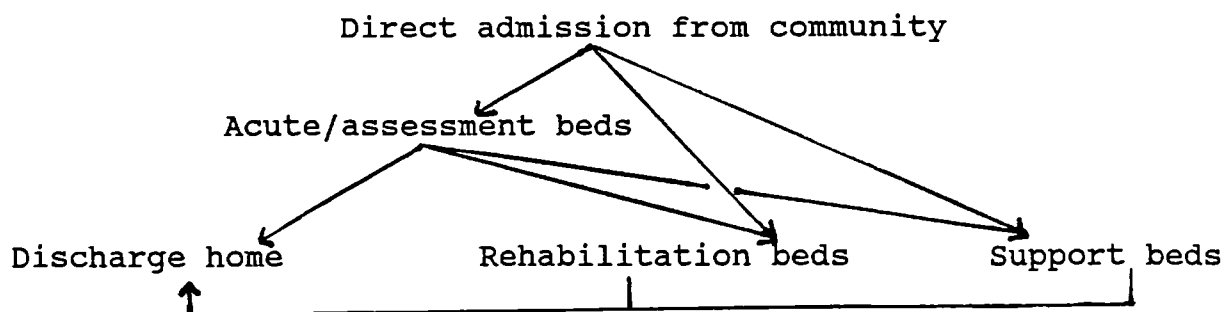 Direct admission from community
Acute/assessment beds
Discharge home Rehabilitation beds Support beds